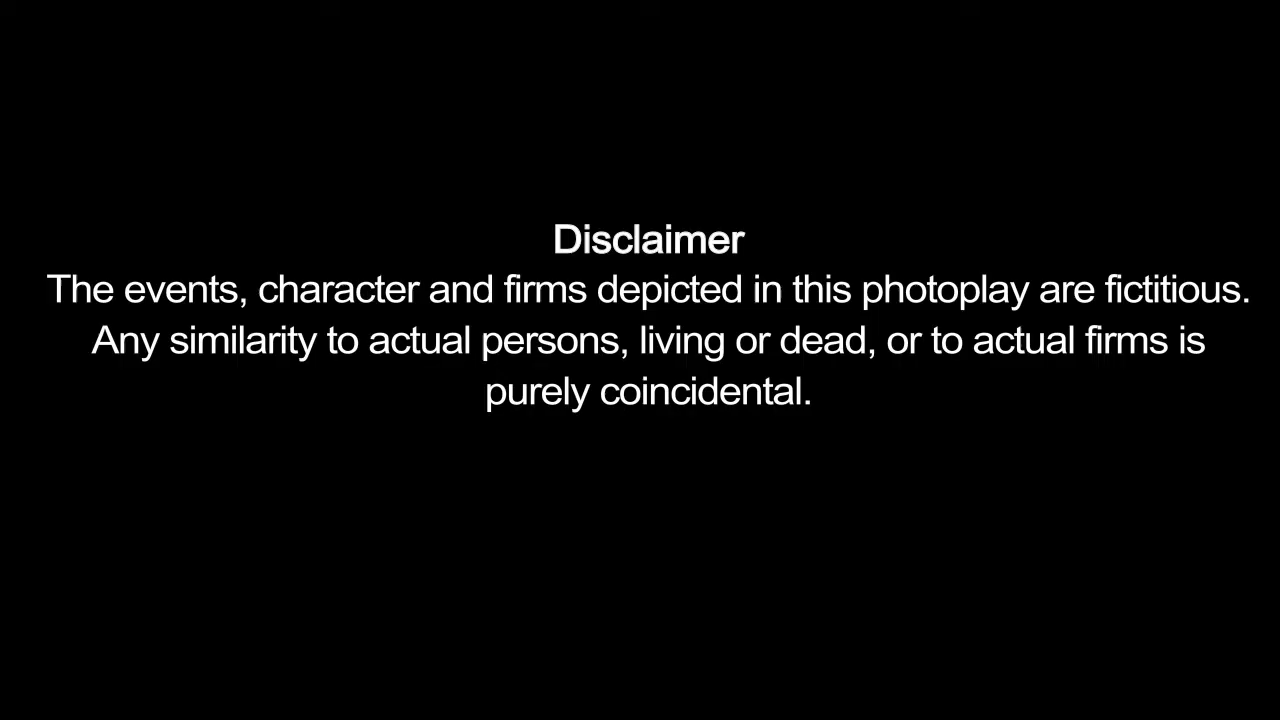 Disclaimer
The events, character and firms depicted in this photoplay are fictitious.
Any similarity to actual persons, living or dead, or to actual firms is
purely coincidental.